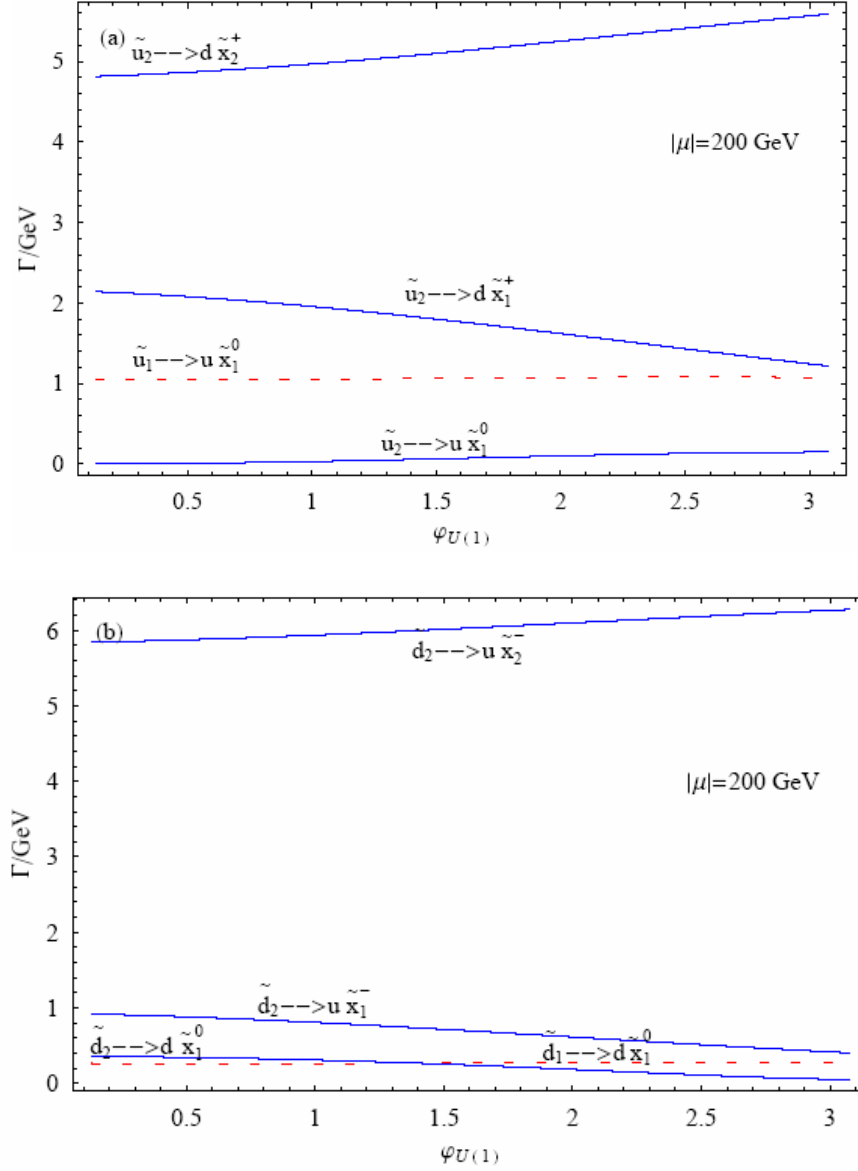 (a)
ũ₂−−>d x̃₂⁺
|μ|=200 GeV
ũ₂−−>d x̃₁⁺
ũ₁−−>u x̃₁⁰
ũ₂−−>u x̃₁⁰
Γ/GeV
5
4
3
2
1
0
0.5 1 1.5 2 2.5 3
φU(1)
(b)
d̃₂−−>u x̃₂⁻
|μ|=200 GeV
d̃₂−−>u x̃₁⁻
d̃₂−−>d x̃₁⁰ d̃₁−−>d x̃₁⁰
Γ/GeV
6
5
4
3
2
1
0
0.5 1 1.5 2 2.5 3
φU(1)